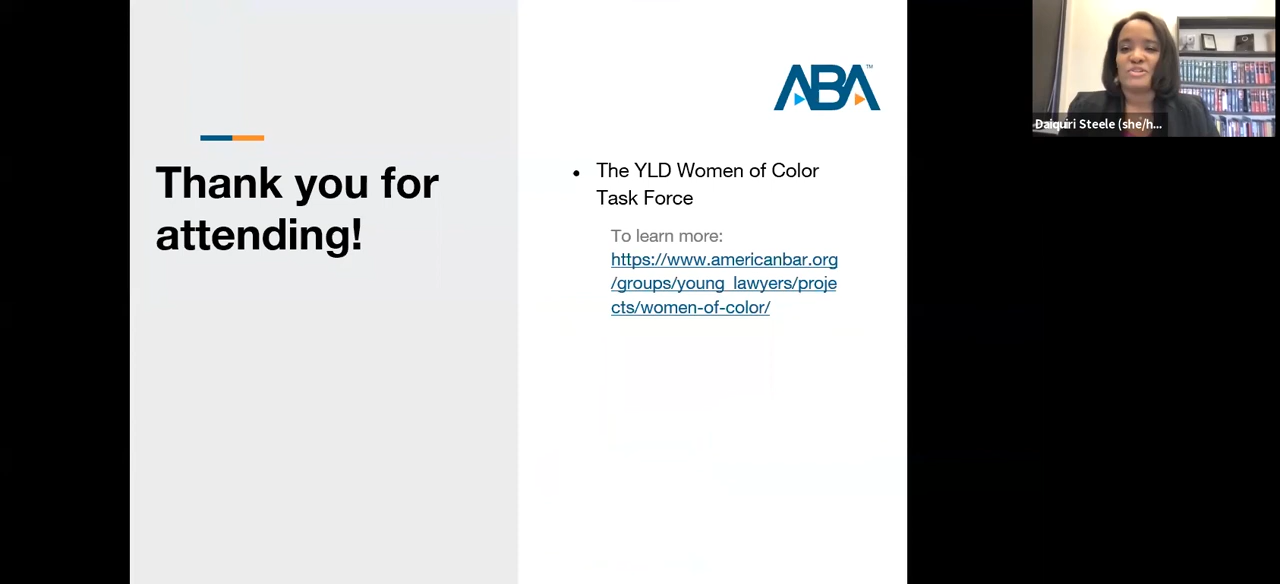 Thank you for
attending!
ABA™
• The YLD Women of Color
Task Force
To learn more:
https://www.americanbar.org
/groups/young_lawyers/proje
cts/women-of-color/
Daiquiri Steele (she/h...